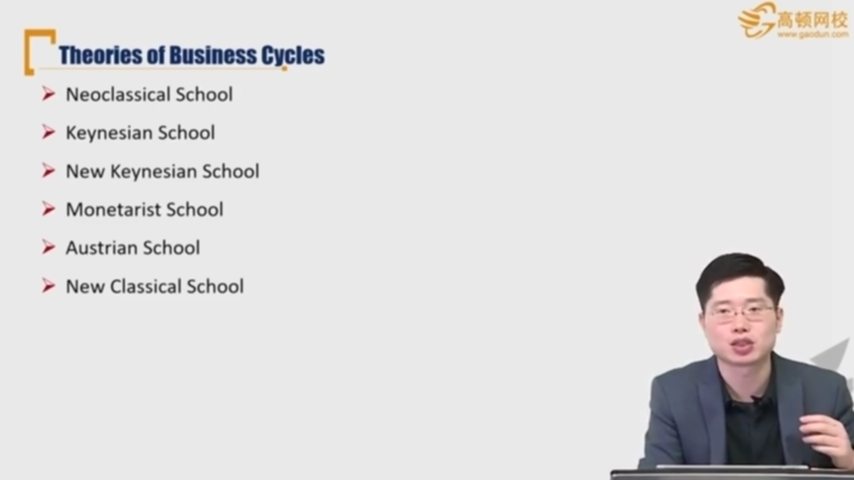 高顿网校
www.gaodun.com
Theories of Business Cycles
Neoclassical School
Keynesian School
New Keynesian School
Monetarist School
Austrian School
New Classical School